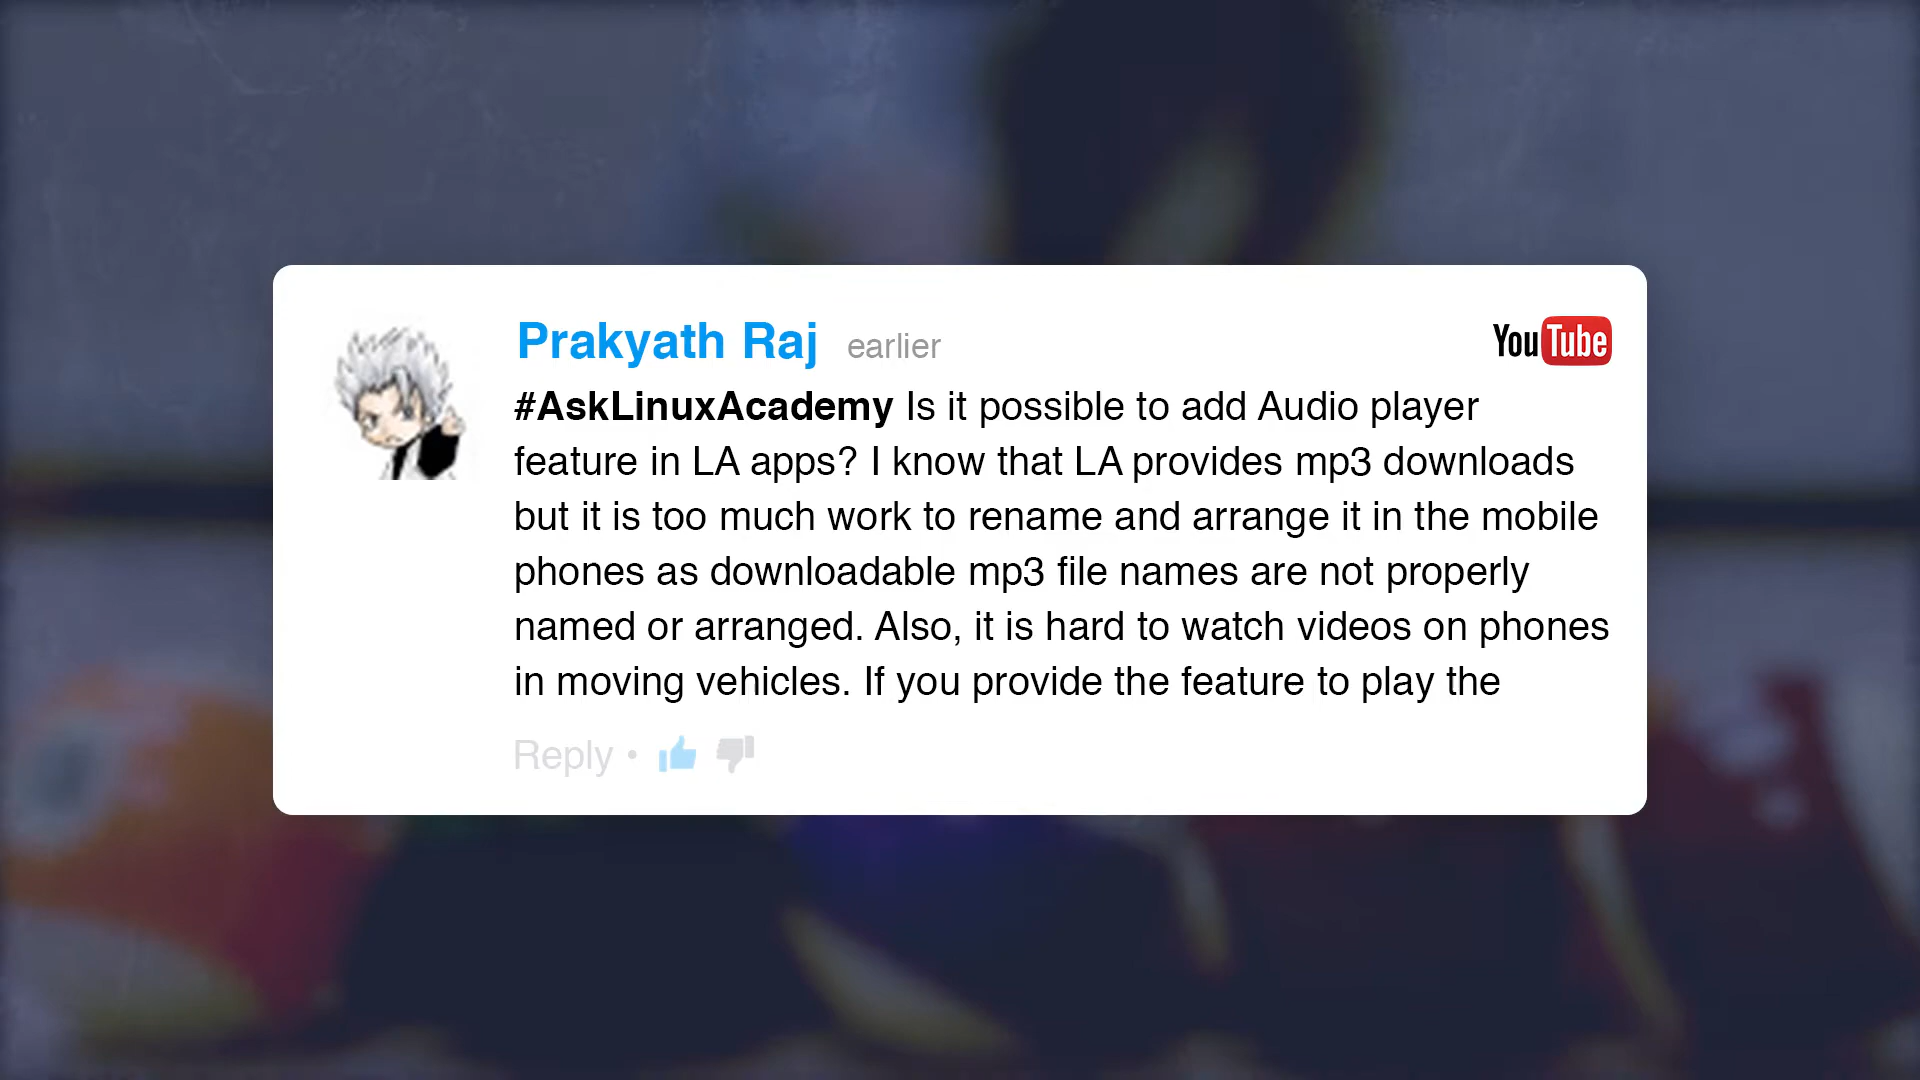 Prakyath Raj earlier YouTube
#AskLinuxAcademy Is it possible to add Audio player
feature in LA apps? I know that LA provides mp3 downloads
but it is too much work to rename and arrange it in the mobile
phones as downloadable mp3 file names are not properly
named or arranged. Also, it is hard to watch videos on phones
in moving vehicles. If you provide the feature to play the
Reply •